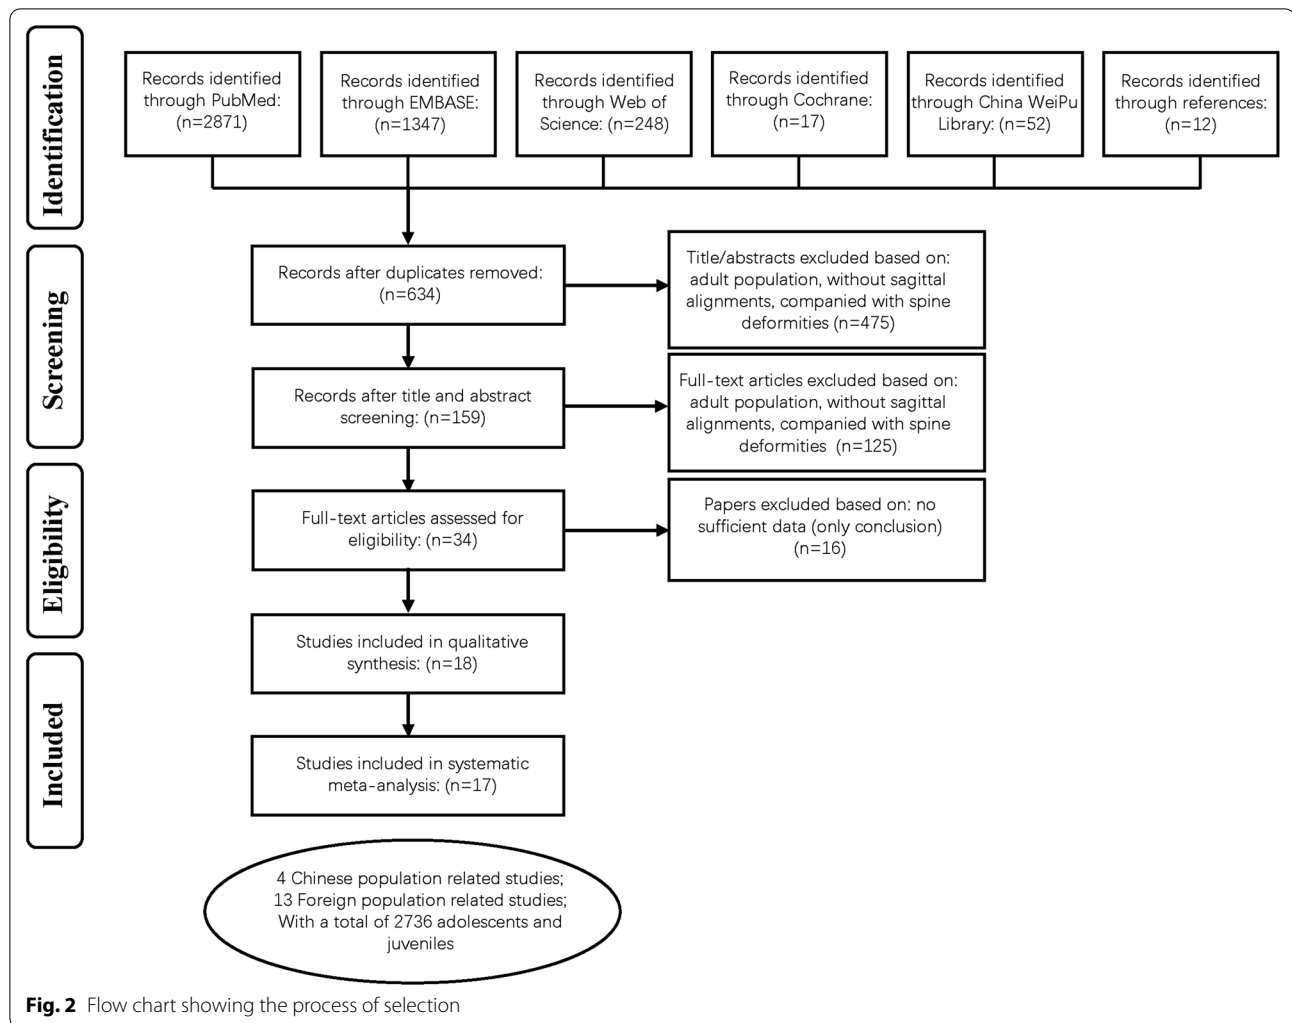 Identification
Records identified
through PubMed:
(n=2871)
Records identified
through EMBASE:
(n=1347)
Records identified
through Web of
Science: (n=248)
Records identified
through Cochrane:
(n=17)
Records identified
through China WeiPu
Library: (n=52)
Records identified
through references:
(n=12)
Screening
Records after duplicates removed:
(n=634)
Title/abstracts excluded based on:
adult population, without sagittal
alignments, companied with spine
deformities (n=475)
Records after title and abstract
screening: (n=159)
Full-text articles excluded based on:
adult population, without sagittal
alignments, companied with spine
deformities (n=125)
Eligibility
Full-text articles assessed for
eligibility: (n=34)
Papers excluded based on: no
sufficient data (only conclusion)
(n=16)
Studies included in qualitative
synthesis: (n=18)
Included
Studies included in systematic
meta-analysis: (n=17)
4 Chinese population related studies;
13 Foreign population related studies;
With a total of 2736 adolescents and
juveniles
Fig. 2 Flow chart showing the process of selection